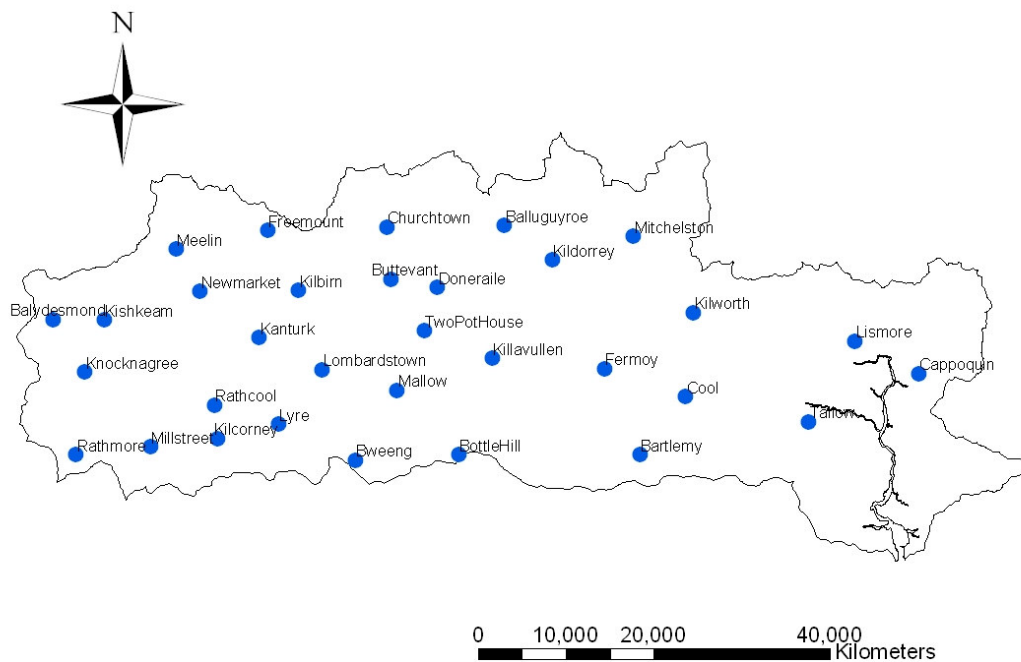 N
Freemount
Churchtown
Balluguyroe
Mitchelston
Meelin
Kildorrey
Buttevant
Doneraile
Newmarket
Kilbirn
Balydesmond
Kishkeam
Kilworth
Kanturk
TwoPotHouse
Lismore
Killavullen
Knocknagree
Lombardstown
Fermoy
Cappoquin
Mallow
Rathcool
Cool
Lyre
Tallow
Rathmore
Millstreet
Kilcorney
Bweeng
BottleHill
Bartlemy
0 10,000 20,000 40,000
Kilometers